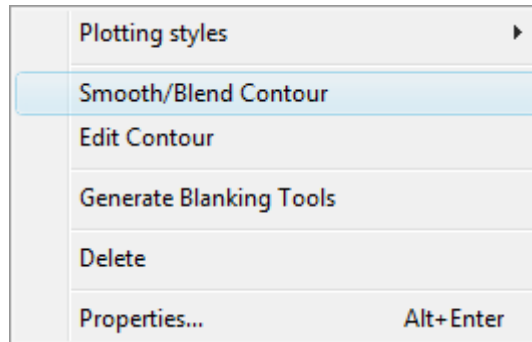 Plotting styles
Smooth/Blend Contour
Edit Contour
Generate Blanking Tools
Delete
Properties... Alt+Enter